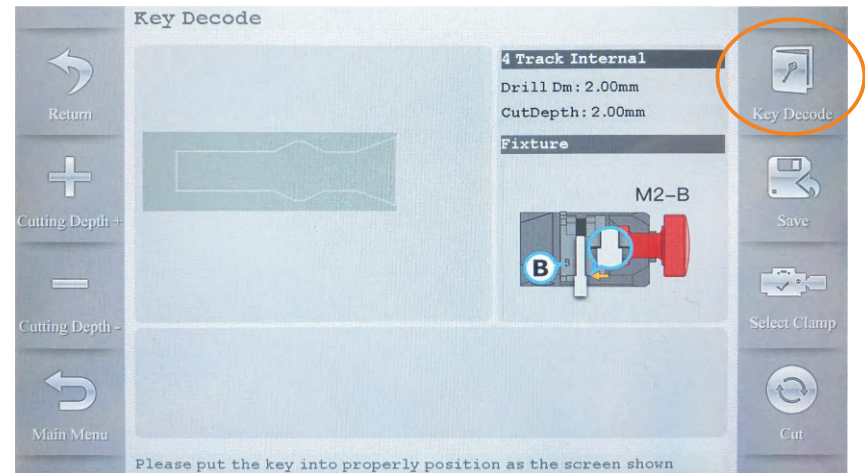 Key Decode
Return
Cutting Depth +
Cutting Depth -
Main Menu
4 Track Internal
Drill Dm: 2.00mm
CutDepth: 2.00mm
Fixture
M2-B
B
Key Decode
Save
Select Clamp
Cut
Please put the key into properly position as the screen shown